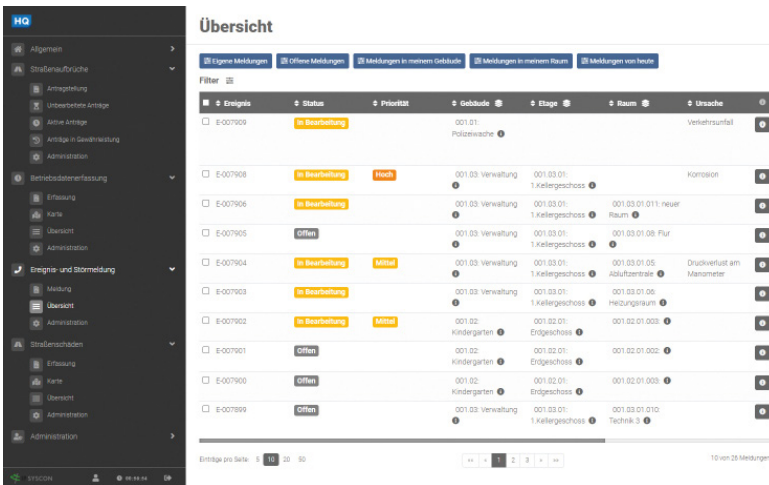 HQ
Allgemein
Straßenaufbrüche
Antragstellung
Unbearbeitete Anträge
Aktive Anträge
Anträge in Gewährleistung
Administration
Betriebsdatenerfassung
Erfassung
Karte
Übersicht
Administration
Ereignis- und Störmeldung
Meldung
Übersicht
Administration
Straßenschäden
Erfassung
Karte
Übersicht
Administration
Administration
SYSCON
Übersicht
Eigene Meldungen Offene Meldungen Meldungen in meinem Gebäude Meldungen in meinem Raum Meldungen von heute
Filter
Ereignis Status Priorität Gebäude Etage Raum Ursache
E-007909 In Bearbeitung 001.01: Verkehrsunfall
Polizeiwache
E-007908 In Bearbeitung Hoch 001.03: Verwaltung 001.03.01: Korrosion
1.Kellergeschoss
E-007906 In Bearbeitung 001.03: Verwaltung 001.03.01: 001.03.01.011: neuer
1.Kellergeschoss Raum
E-007905 Offen 001.03: Verwaltung 001.03.01: 001.03.01.08: Flur
1.Kellergeschoss
E-007904 In Bearbeitung Mittel 001.03: Verwaltung 001.03.01: 001.03.01.05: Druckverlust am
1.Kellergeschoss Abluftzentrale Manometer
E-007903 In Bearbeitung 001.03: Verwaltung 001.03.01: 001.03.01.06:
1.Kellergeschoss Heizungsraum
E-007902 In Bearbeitung Mittel 001.02: 001.02.01: 001.02.01.003:
Kindergarten Erdgeschoss
E-007901 Offen 001.02: 001.02.01: 001.02.01.002:
Kindergarten Erdgeschoss
E-007900 Offen 001.02: 001.02.01: 001.02.01.003:
Kindergarten Erdgeschoss
E-007899 Offen 001.03: Verwaltung 001.03.01: 001.03.01.010:
1.Kellergeschoss Technik 3
Einträge pro Seite: 5 10 20 50 « ‹ 1 2 3 › » 10 von 26 Meldungen